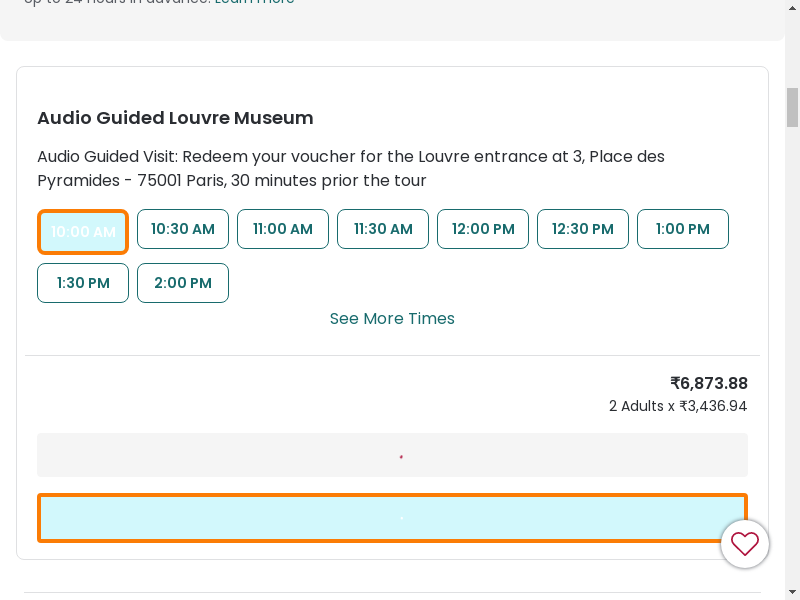 up to 24 hours in advance. Learn more
Audio Guided Louvre Museum
Audio Guided Visit: Redeem your voucher for the Louvre entrance at 3, Place des
Pyramides - 75001 Paris, 30 minutes prior the tour
10:00 AM 10:30 AM 11:00 AM 11:30 AM 12:00 PM 12:30 PM 1:00 PM
1:30 PM 2:00 PM
See More Times
₹6,873.88
2 Adults x ₹3,436.94